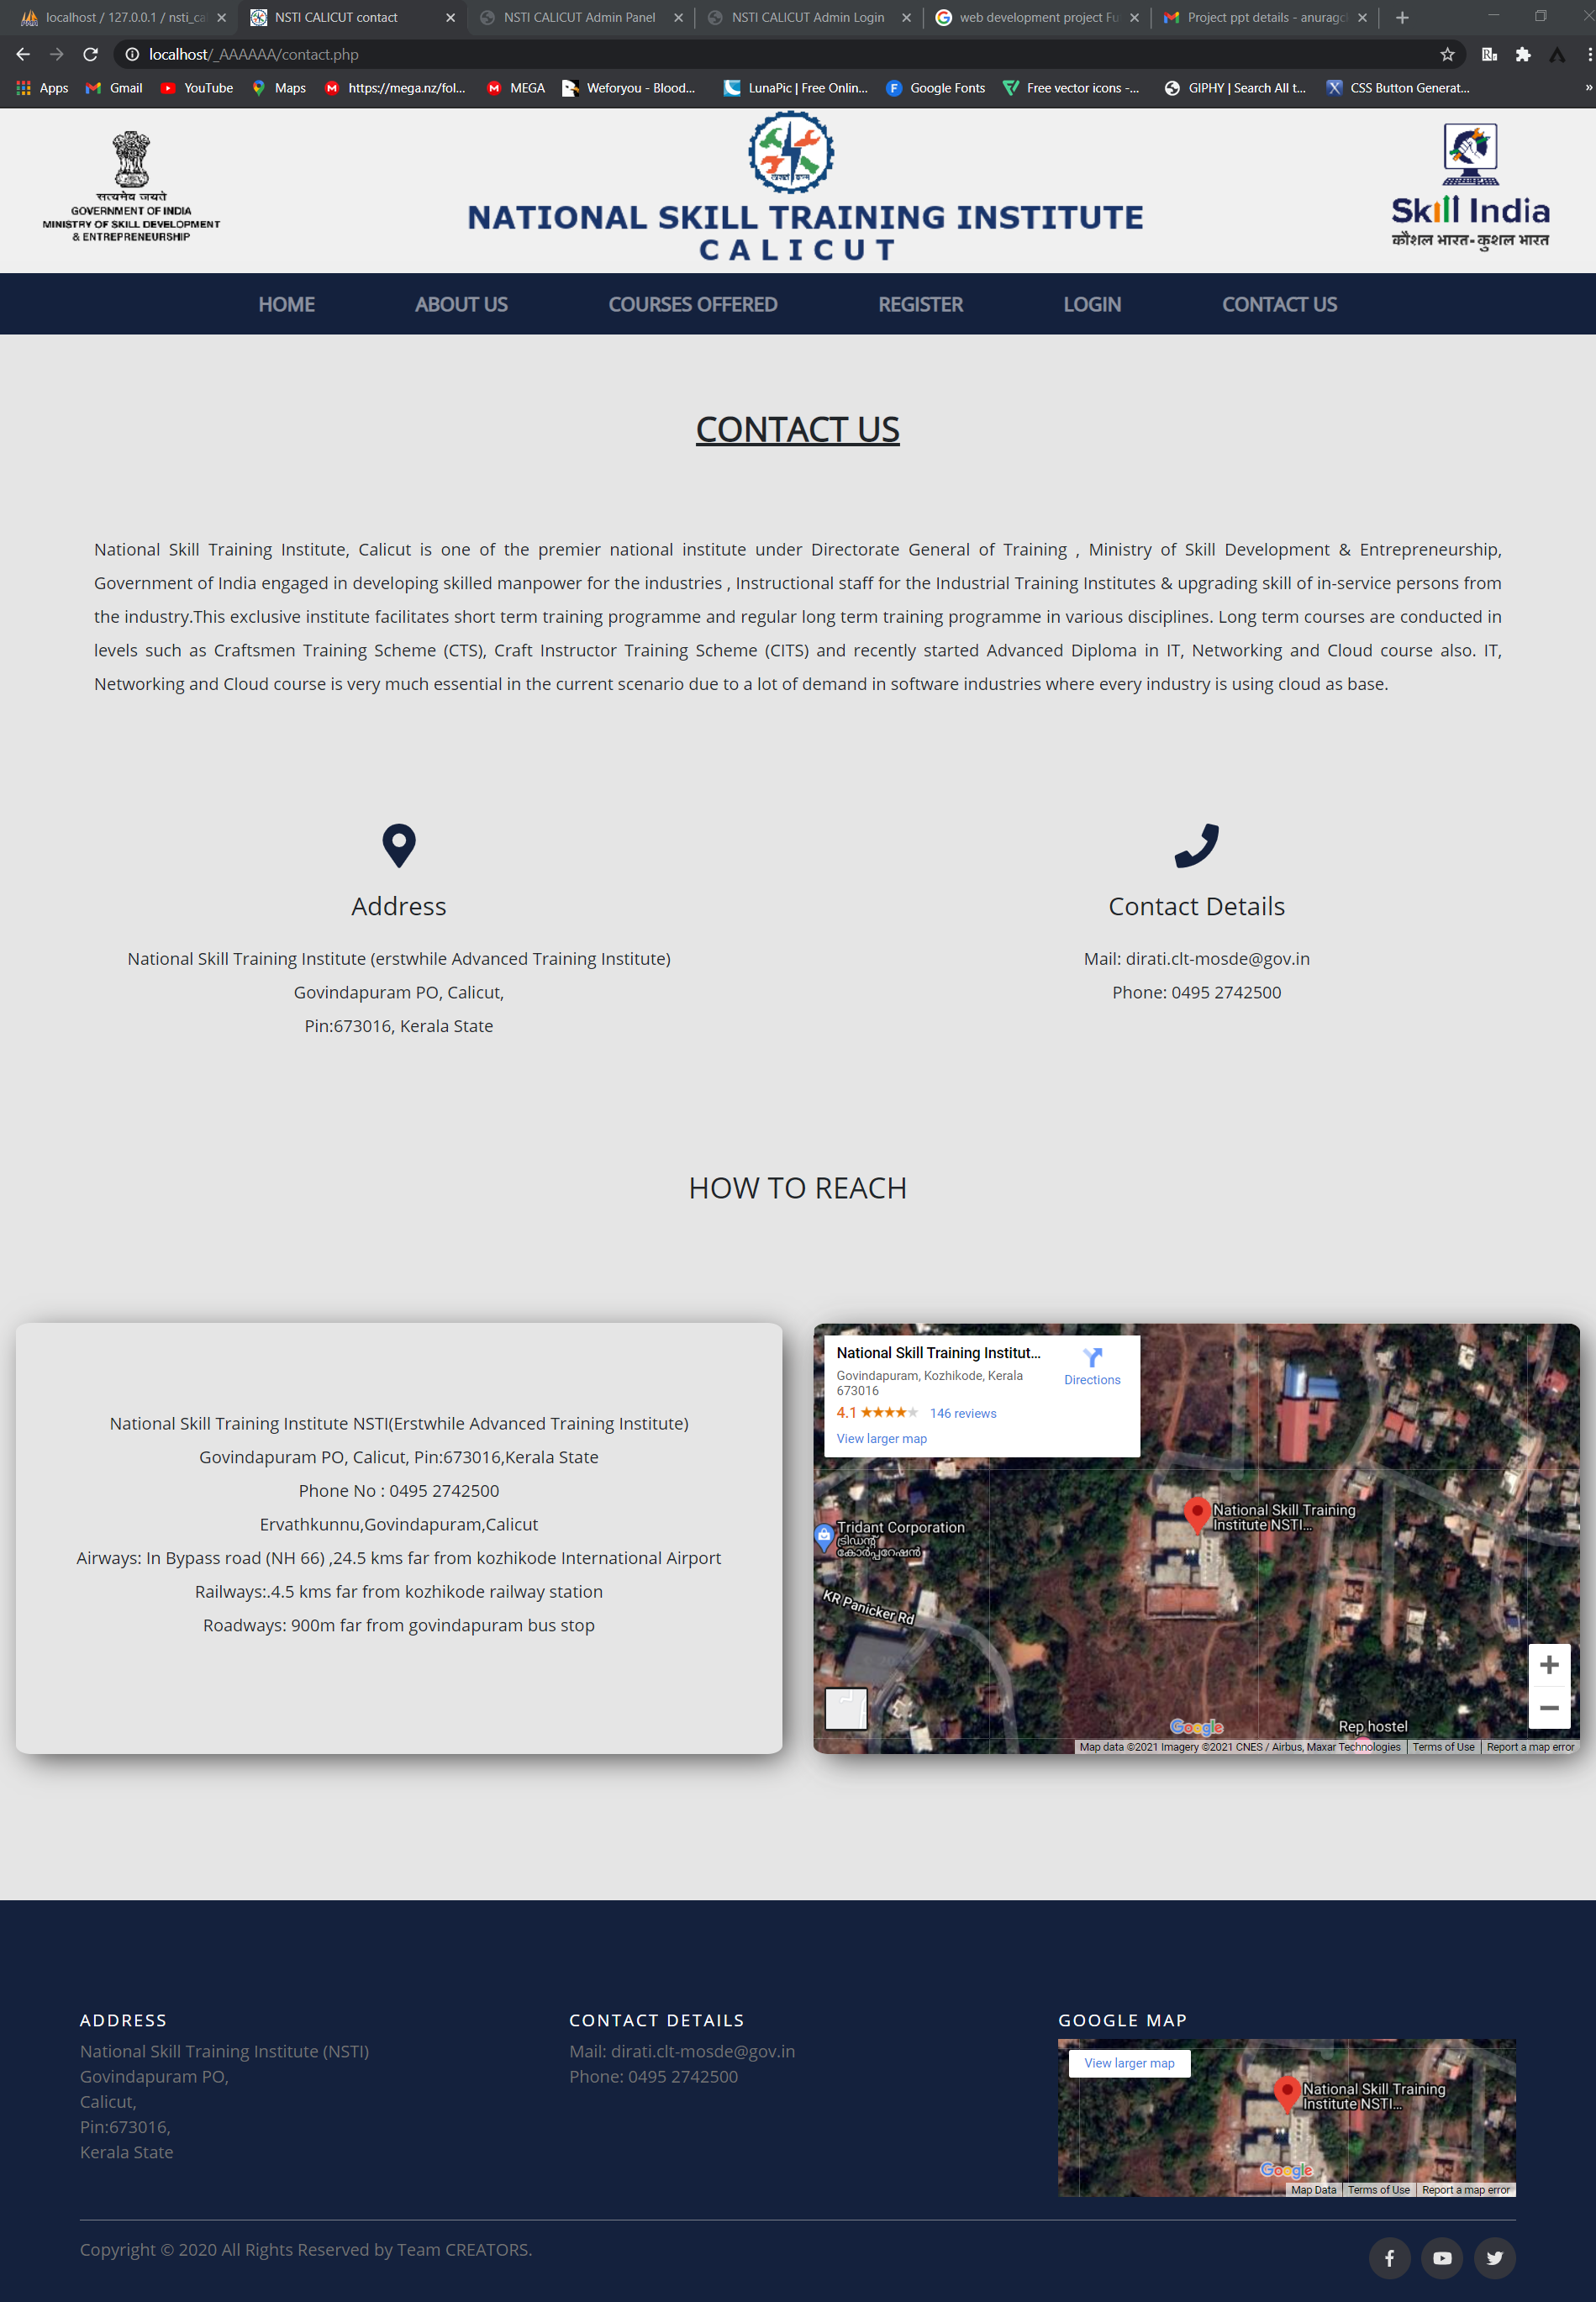 localhost / 127.0.0.1 / nsti_ca
NSTI CALICUT contact
NSTI CALICUT Admin Panel
NSTI CALICUT Admin Login
web development project Fu
Project ppt details - anuragc
localhost/_AAAAAA/contact.php
Apps
Gmail
YouTube
Maps
https://mega.nz/fol...
MEGA
Weforyou - Blood...
LunaPic | Free Onlin...
Google Fonts
Free vector icons -...
GIPHY | Search All t...
CSS Button Generat...
»
सत्यमेव जयते
GOVERNMENT OF INDIA
MINISTRY OF SKILL DEVELOPMENT
& ENTREPRENEURSHIP
NATIONAL SKILL TRAINING INSTITUTE
CALICUT
Skill India
कौशल भारत - कुशल भारत
HOME
ABOUT US
COURSES OFFERED
REGISTER
LOGIN
CONTACT US
CONTACT US
National Skill Training Institute, Calicut is one of the premier national institute under Directorate General of Training , Ministry of Skill Development & Entrepreneurship,
Government of India engaged in developing skilled manpower for the industries , Instructional staff for the Industrial Training Institutes & upgrading skill of in-service persons from
the industry.This exclusive institute facilitates short term training programme and regular long term training programme in various disciplines. Long term courses are conducted in
levels such as Craftsmen Training Scheme (CTS), Craft Instructor Training Scheme (CITS) and recently started Advanced Diploma in IT, Networking and Cloud course also. IT,
Networking and Cloud course is very much essential in the current scenario due to a lot of demand in software industries where every industry is using cloud as base.
Address
National Skill Training Institute (erstwhile Advanced Training Institute)
Govindapuram PO, Calicut,
Pin:673016, Kerala State
Contact Details
Mail: dirati.clt-mosde@gov.in
Phone: 0495 2742500
HOW TO REACH
National Skill Training Institute NSTI(Erstwhile Advanced Training Institute)
Govindapuram PO, Calicut, Pin:673016,Kerala State
Phone No : 0495 2742500
Ervathkunnu,Govindapuram,Calicut
Airways: In Bypass road (NH 66) ,24.5 kms far from kozhikode International Airport
Railways:.4.5 kms far from kozhikode railway station
Roadways: 900m far from govindapuram bus stop
National Skill Training Institut...
Govindapuram, Kozhikode, Kerala
673016
4.1
146 reviews
View larger map
Directions
National Skill Training
Institute NSTI...
Tridant Corporation
ട്രിഡന്റ്
കോർപ്പറേഷൻ
KR Panicker Rd
Rep hostel
Google
Map data ©2021 Imagery ©2021 CNES / Airbus, Maxar Technologies
Terms of Use
Report a map error
ADDRESS
National Skill Training Institute (NSTI)
Govindapuram PO,
Calicut,
Pin:673016,
Kerala State
CONTACT DETAILS
Mail: dirati.clt-mosde@gov.in
Phone: 0495 2742500
GOOGLE MAP
View larger map
National Skill Training
Institute NSTI...
Google
Map Data
Terms of Use
Report a map error
Copyright © 2020 All Rights Reserved by Team CREATORS.